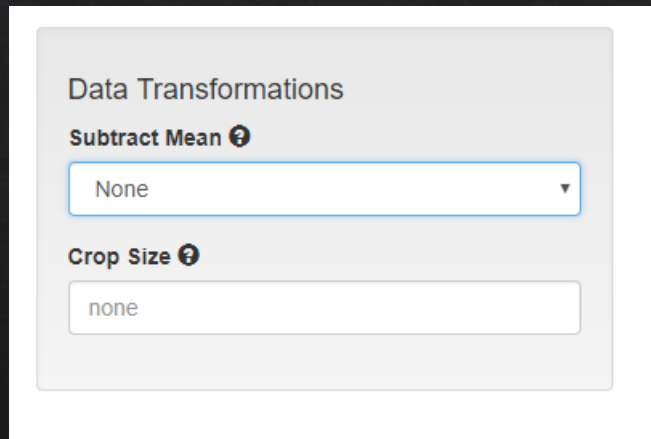 Data Transformations
Subtract Mean
None
Crop Size
none